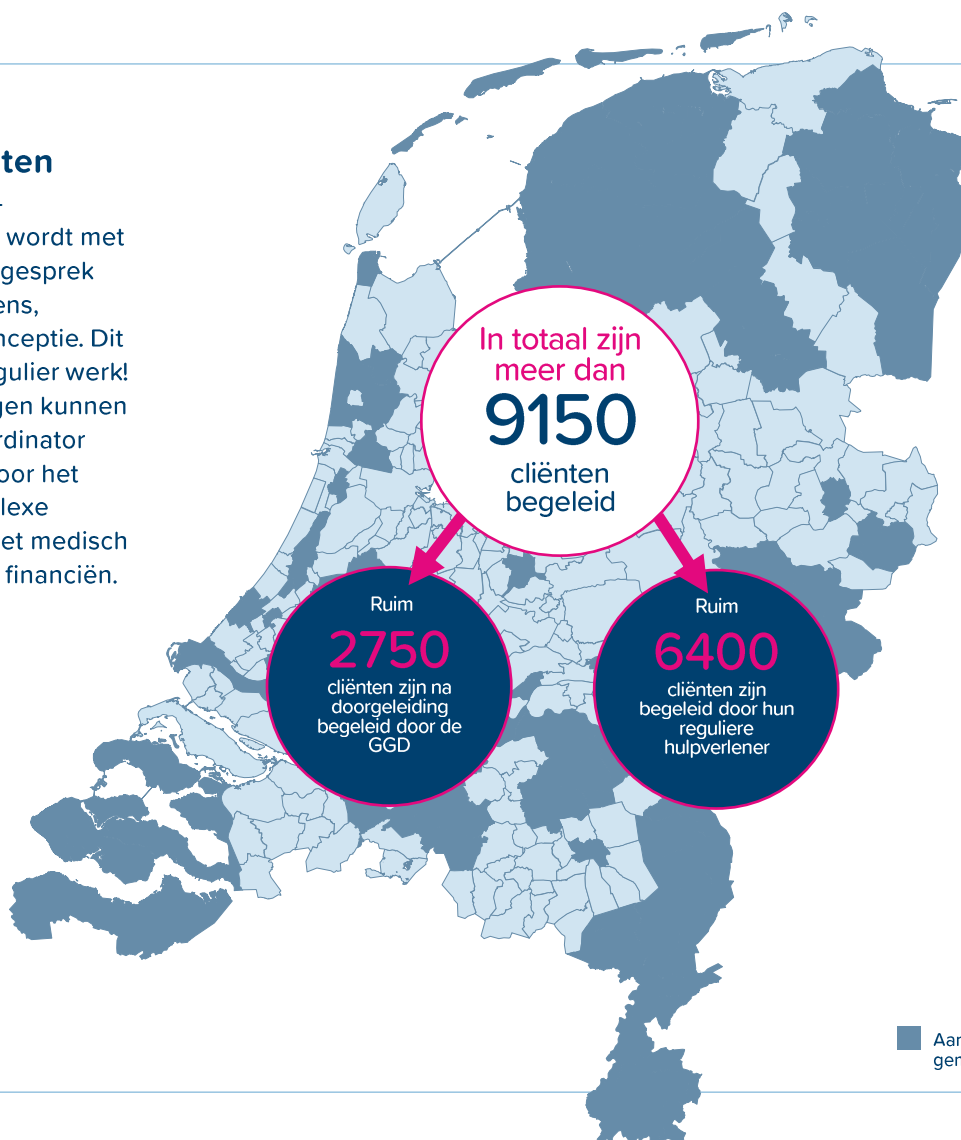 ten
wordt met
gesprek
ens,
nceptie. Dit
gulier werk!
gen kunnen
rdinator
oor het
lexe
et medisch
financiën.
In totaal zijn
meer dan
9150
cliënten
begeleid
Ruim
2750
cliënten zijn na
doorgeleiding
begeleid door de
GGD
Ruim
6400
cliënten zijn
begeleid door hun
reguliere
hulpverlener
Aan
gem